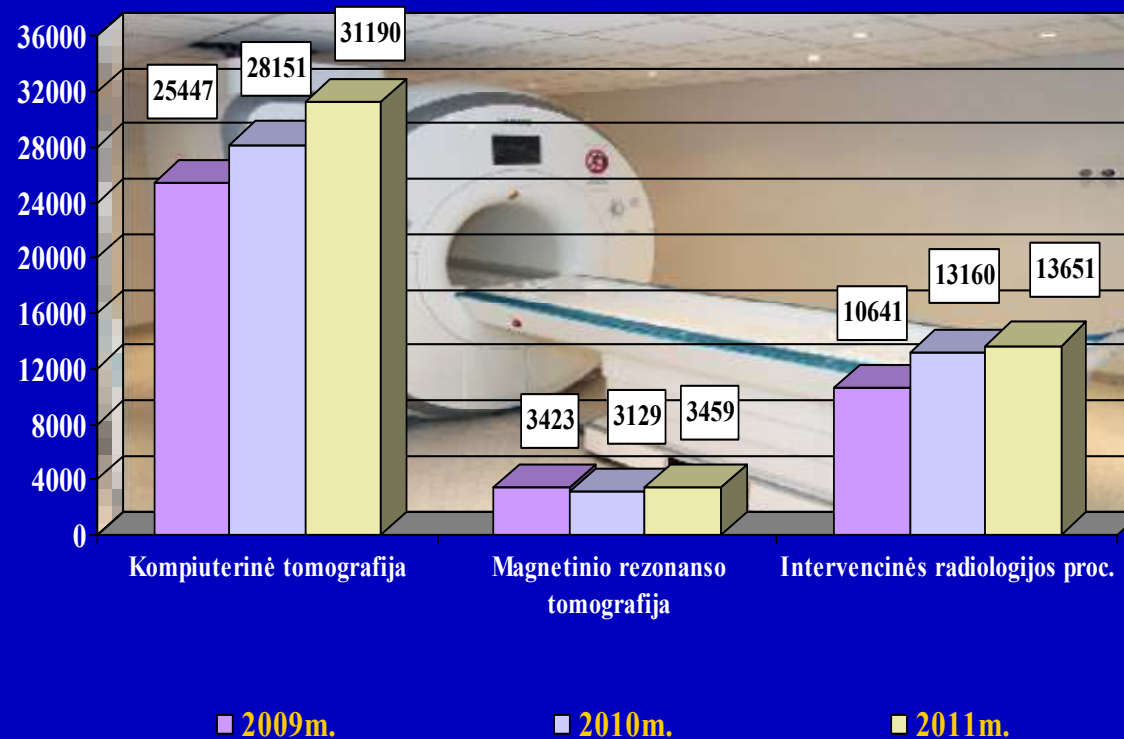 36000
32000
28000
24000
20000
16000
12000
8000
4000
0
25447
28151
31190
3423
3129
3459
10641
13160
13651
Kompiuterinė tomografija
Magnetinio rezonanso
tomografija
Intervencinės radiologijos proc.
2009m.
2010m.
2011m.